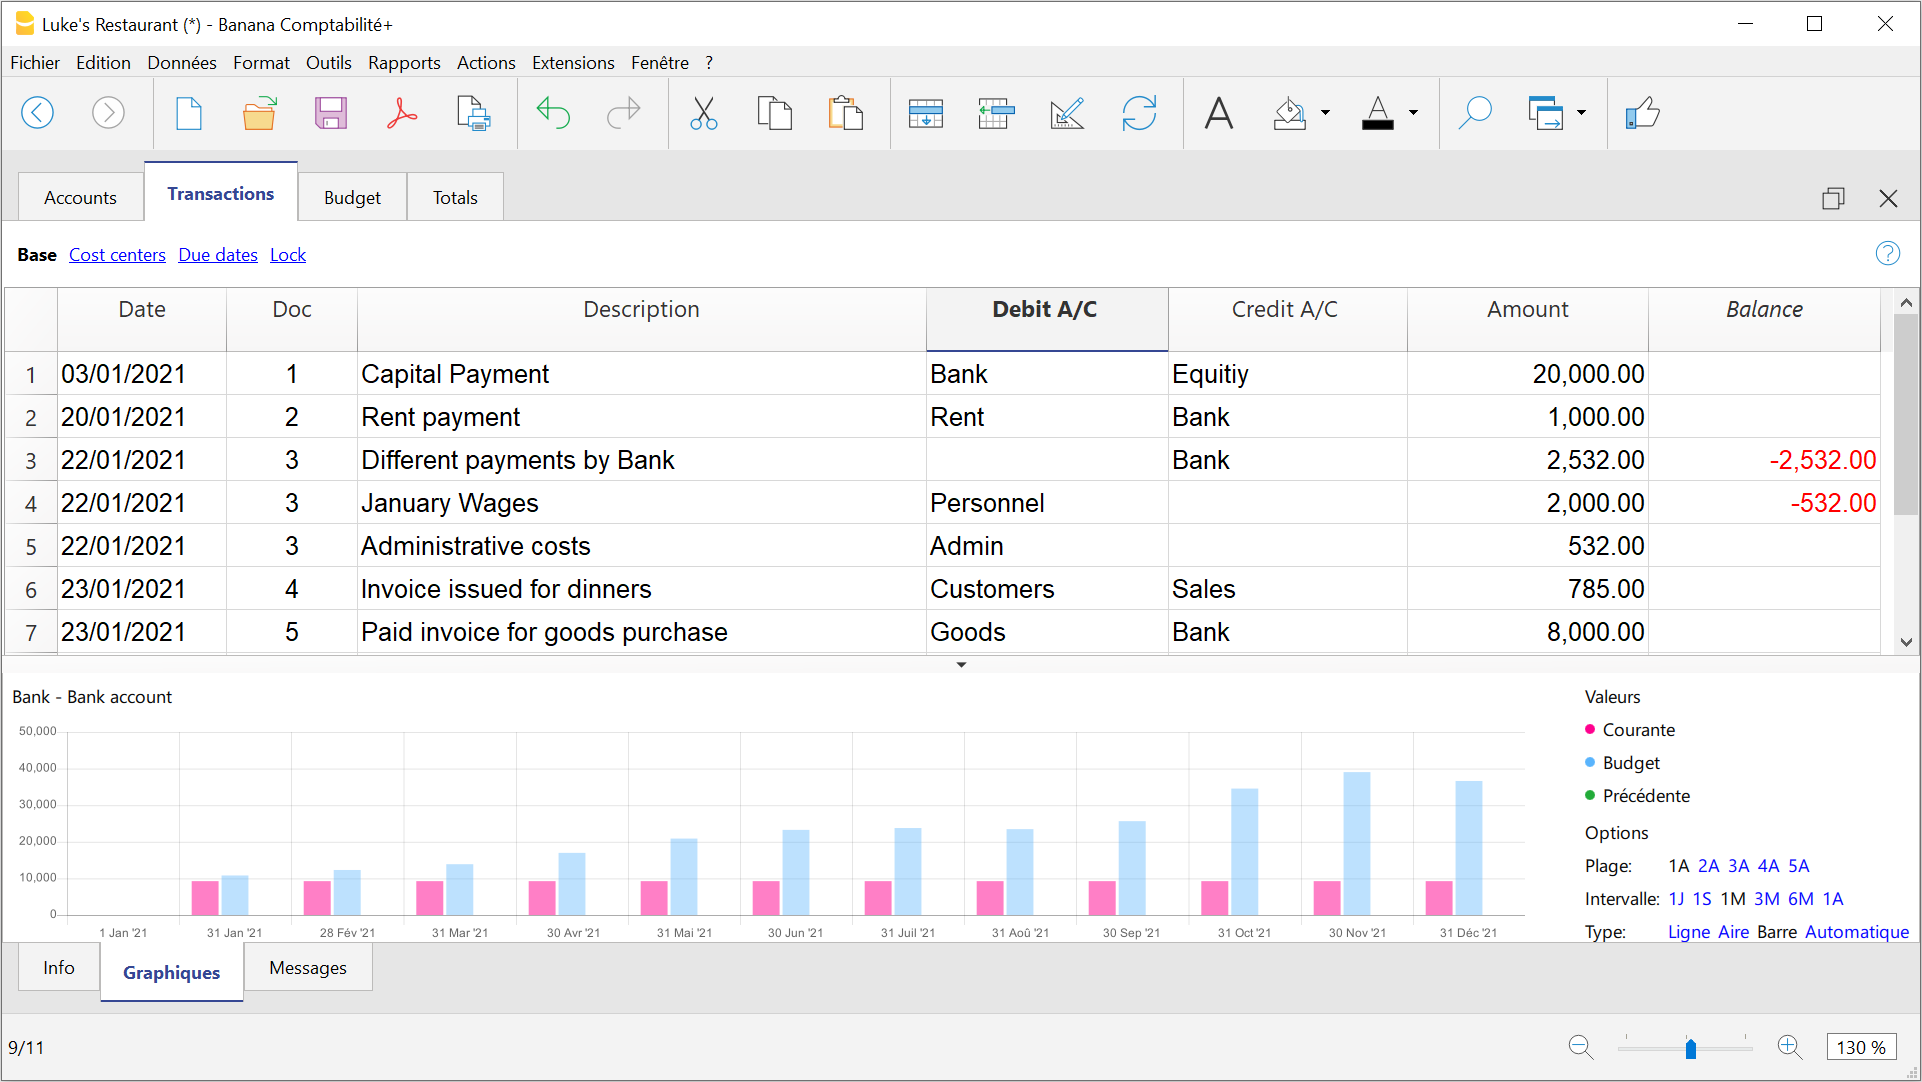 Luke's Restaurant (*) - Banana Comptabilité+
Fichier Edition Données Format Outils Rapports Actions Extensions Fenêtre ?
Accounts Transactions Budget Totals
Base Cost centers Due dates Lock
Date Doc Description Debit A/C Credit A/C Amount Balance
1 03/01/2021 1 Capital Payment Bank Equitiy 20,000.00
2 20/01/2021 2 Rent payment Rent Bank 1,000.00
3 22/01/2021 3 Different payments by Bank Bank 2,532.00 -2,532.00
4 22/01/2021 3 January Wages Personnel 2,000.00 -532.00
5 22/01/2021 3 Administrative costs Admin 532.00
6 23/01/2021 4 Invoice issued for dinners Customers Sales 785.00
7 23/01/2021 5 Paid invoice for goods purchase Goods Bank 8,000.00
Bank - Bank account
50,000
40,000
30,000
20,000
10,000
0
1 Jan '21 31 Jan '21 28 Fév '21 31 Mar '21 30 Avr '21 31 Mai '21 30 Jun '21 31 Juil '21 31 Aoû '21 30 Sep '21 31 Oct '21 30 Nov '21 31 Déc '21
Valeurs
Courante
Budget
Précédente
Options
Plage: 1A 2A 3A 4A 5A
Intervalle: 1J 1S 1M 3M 6M 1A
Type: Ligne Aire Barre Automatique
Info Graphiques Messages
9/11
130 %